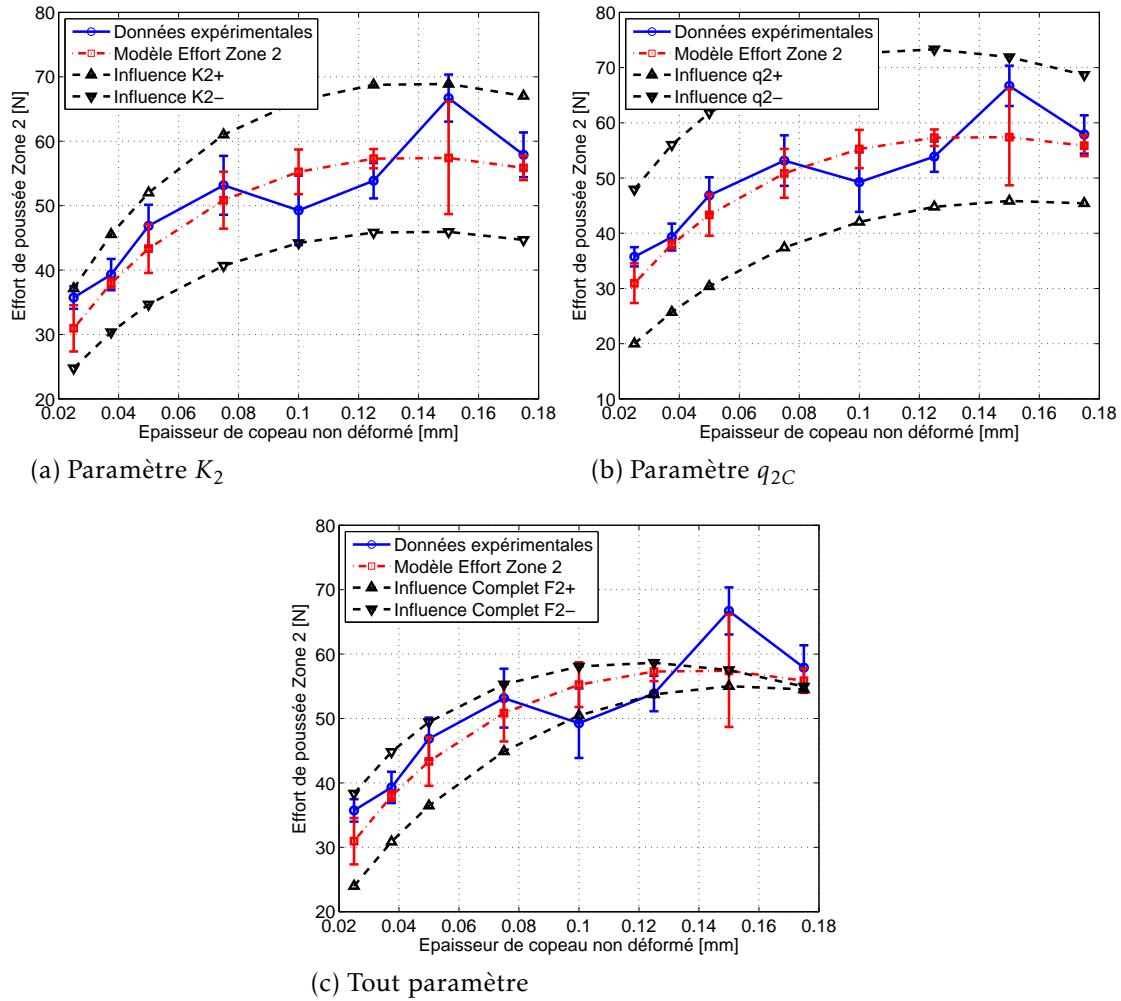 Données expérimentales
Modèle Effort Zone 2
Influence K2+
Influence K2−
Effort de poussée Zone 2 [N]
80
70
60
50
40
30
20
0.02 0.04 0.06 0.08 0.1 0.12 0.14 0.16 0.18
Epaisseur de copeau non déformé [mm]
(a) Paramètre K2
Données expérimentales
Modèle Effort Zone 2
Influence q2+
Influence q2−
Effort de poussée Zone 2 [N]
80
70
60
50
40
30
20
10
0.02 0.04 0.06 0.08 0.1 0.12 0.14 0.16 0.18
Epaisseur de copeau non déformé [mm]
(b) Paramètre q2C
Données expérimentales
Modèle Effort Zone 2
Influence Complet F2+
Influence Complet F2−
Effort de poussée Zone 2 [N]
80
70
60
50
40
30
20
0.02 0.04 0.06 0.08 0.1 0.12 0.14 0.16 0.18
Epaisseur de copeau non déformé [mm]
(c) Tout paramètre